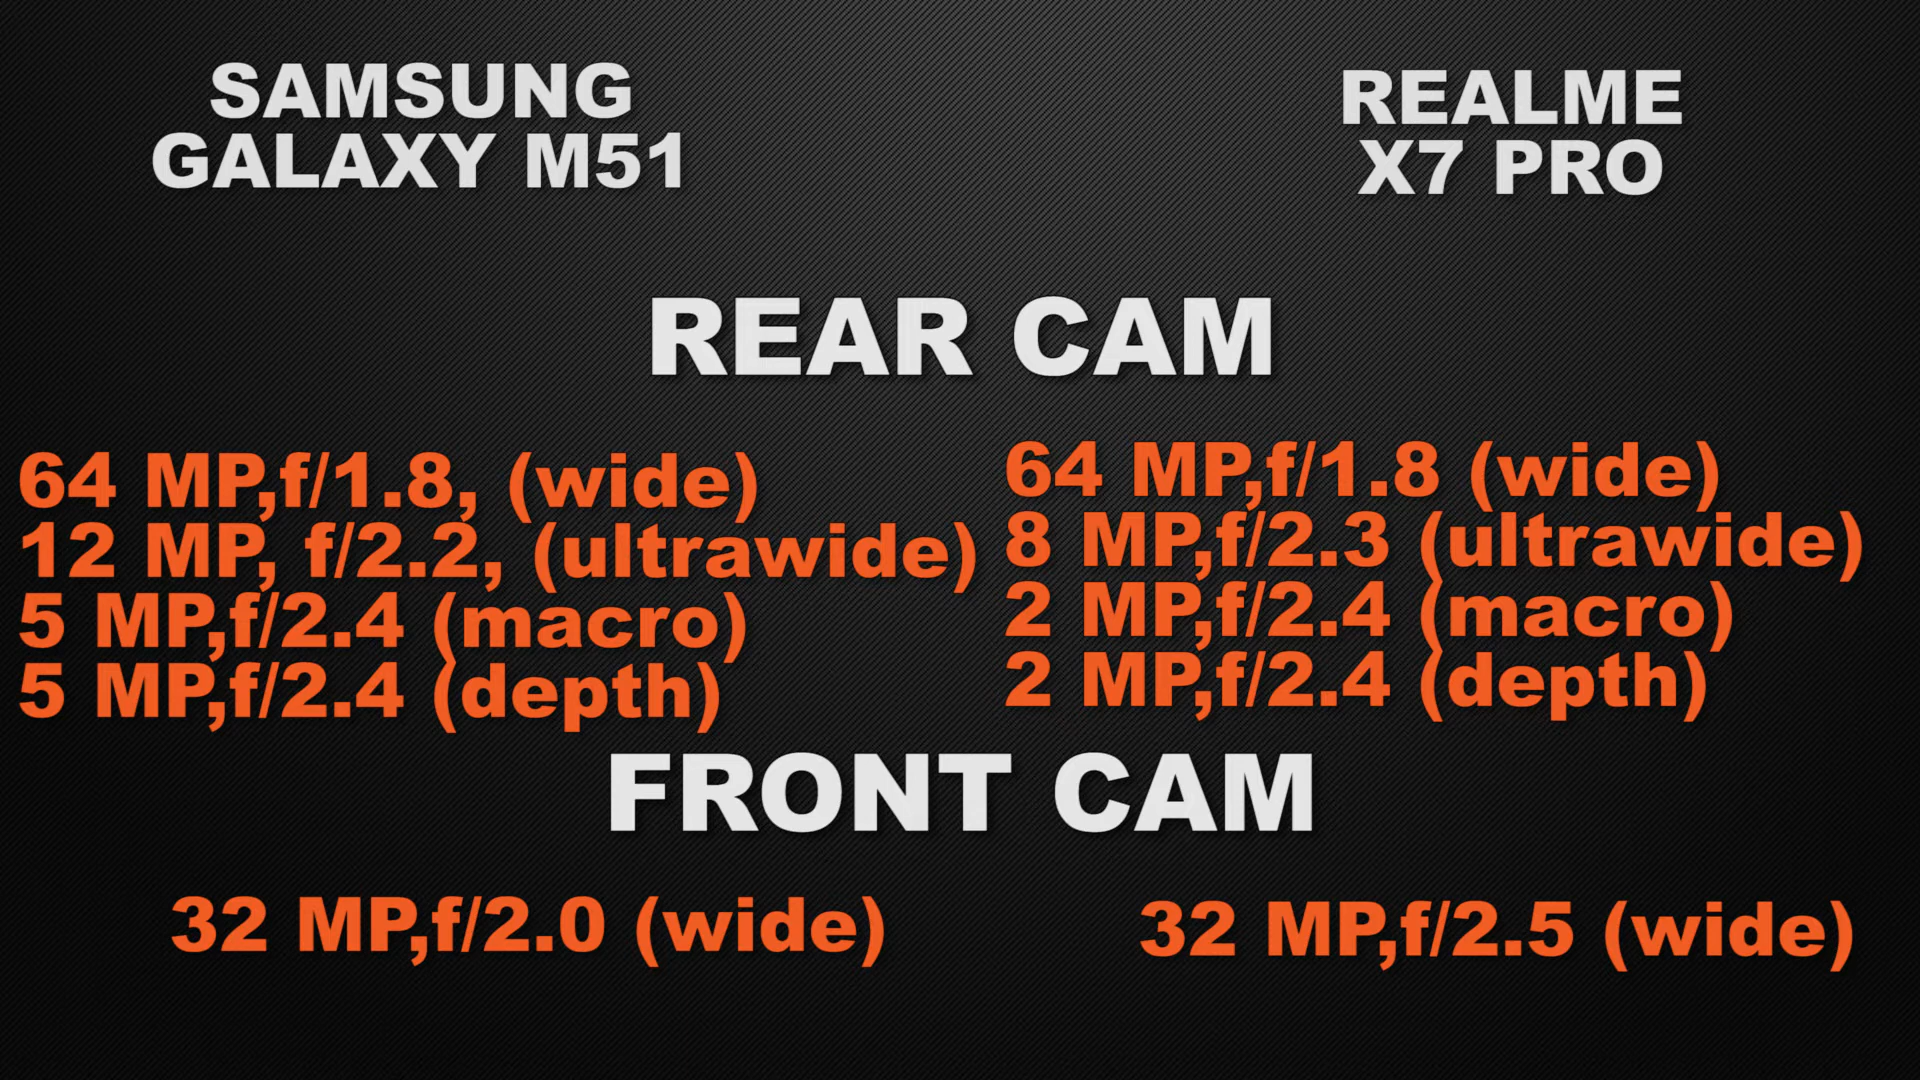 SAMSUNG
GALAXY M51
REALME
X7 PRO
REAR CAM
64 MP,f/1.8, (wide)
12 MP, f/2.2, (ultrawide)
5 MP,f/2.4 (macro)
5 MP,f/2.4 (depth)
64 MP,f/1.8 (wide)
8 MP,f/2.3 (ultrawide)
2 MP,f/2.4 (macro)
2 MP,f/2.4 (depth)
FRONT CAM
32 MP,f/2.0 (wide)
32 MP,f/2.5 (wide)